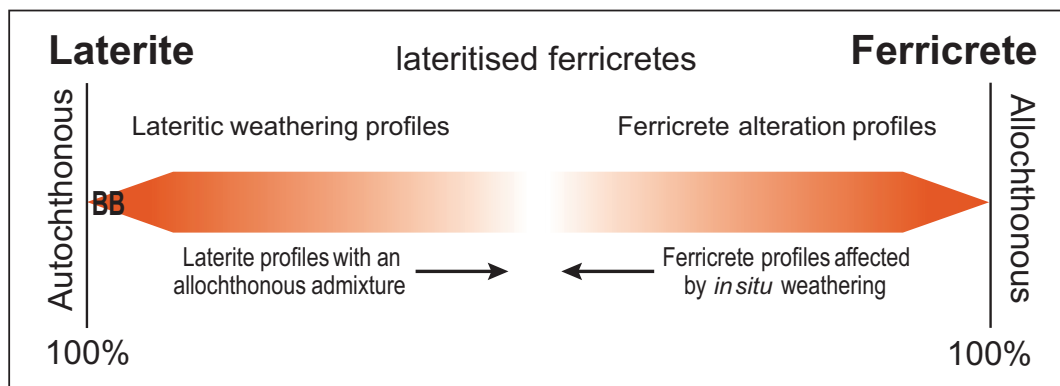 Laterite
lateritised ferricretes
Ferricrete
Autochthonous
Lateritic weathering profiles
Ferricrete alteration profiles
Allochthonous
BB
Laterite profiles with an
allochthonous admixture
Ferricrete profiles affected
by in situ weathering
100%
100%